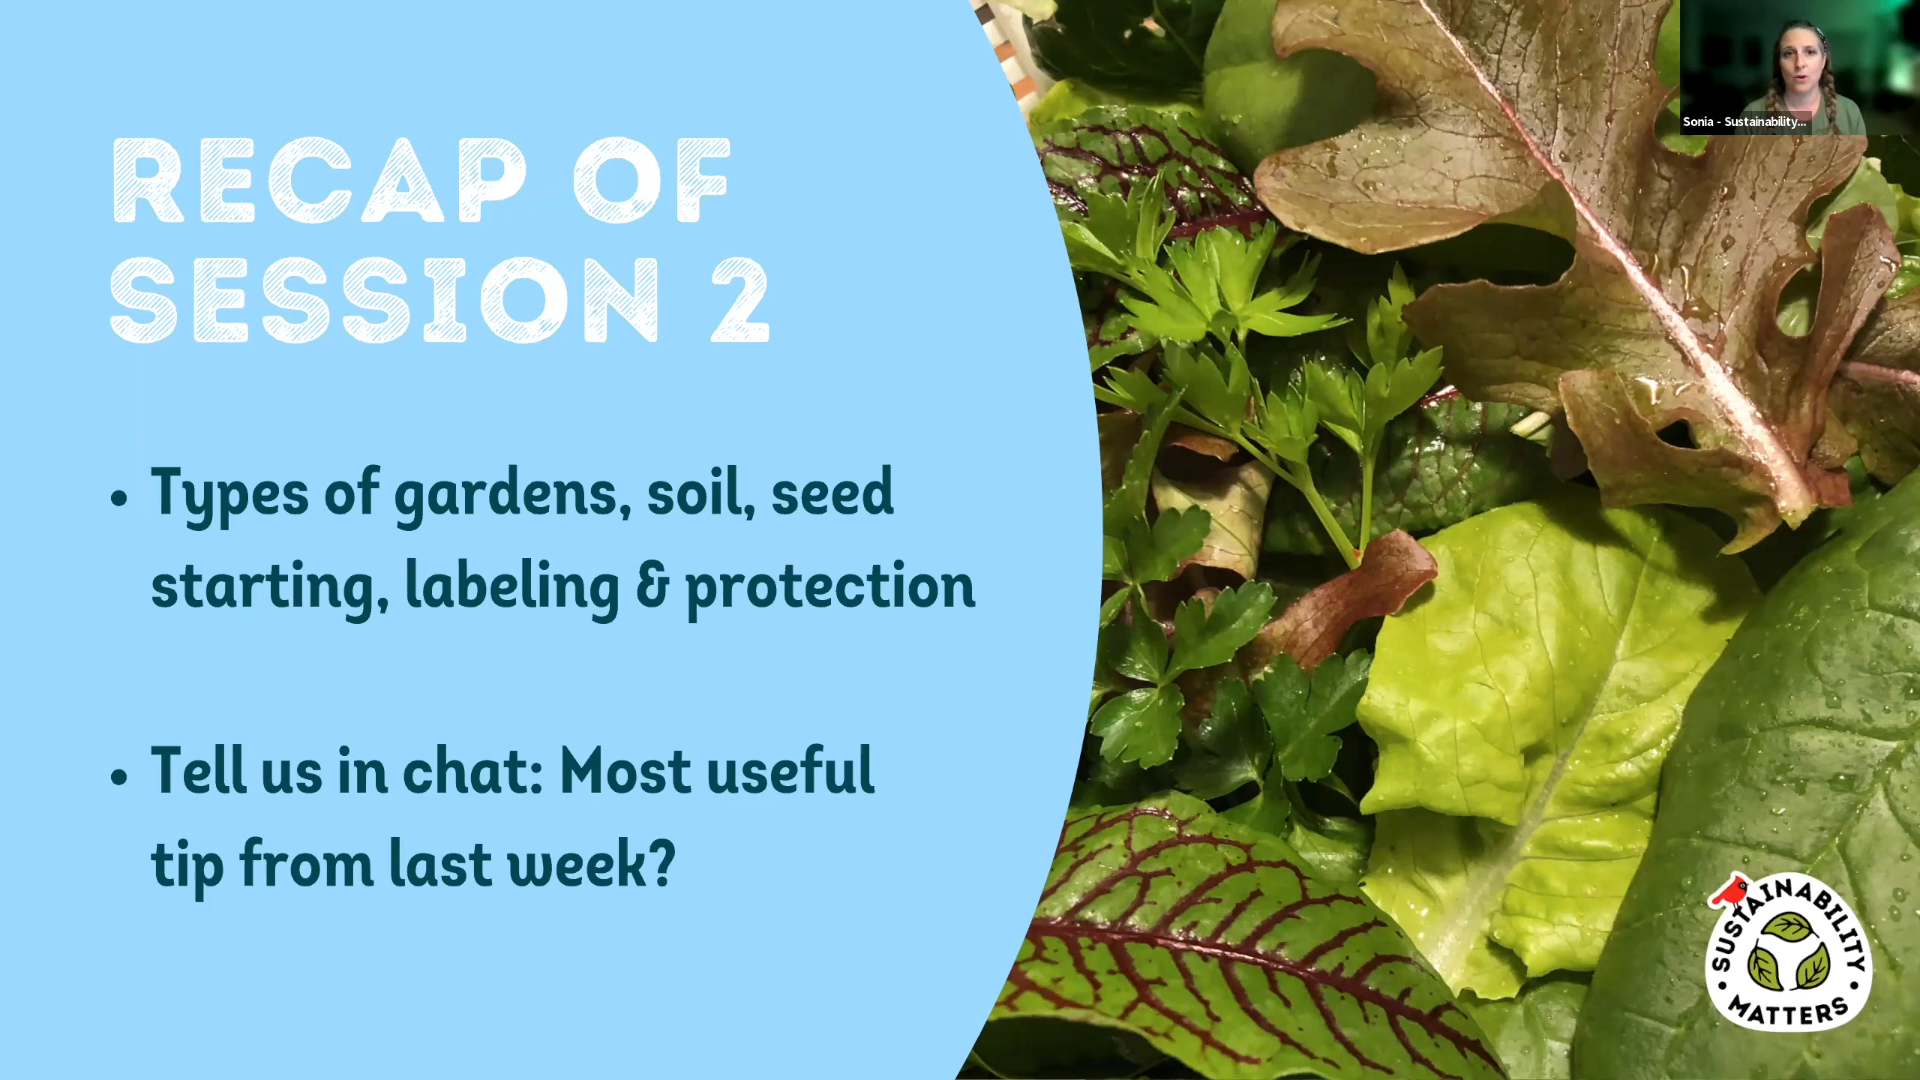 RECAP OF
SESSION 2
• Types of gardens, soil, seed
starting, labeling & protection
• Tell us in chat: Most useful
tip from last week?
Sonia - Sustainability...
SUSTAINABILITY
• MATTERS •